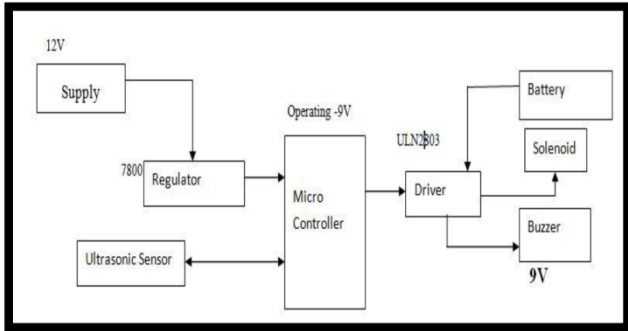 12V
Supply
Operating -9V
Battery
ULN2803
Solenoid
7800
Regulator
Micro
Controller
Driver
Buzzer
Ultrasonic Sensor
9V